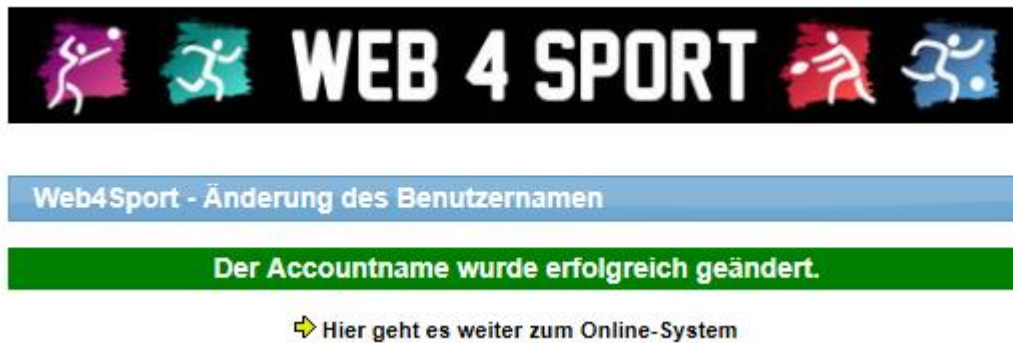 WEB 4 SPORT
Web4Sport - Änderung des Benutzernamen
Der Accountname wurde erfolgreich geändert.
Hier geht es weiter zum Online-System